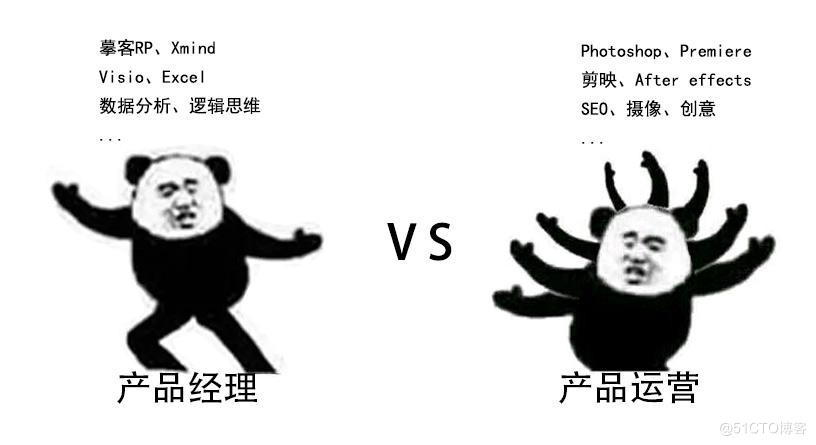 摹客RP、Xmind
Visio、Excel
数据分析、逻辑思维
...
Photoshop、Premiere
剪映、After effects
SEO、摄像、创意
...
VS
产品经理
产品运营
@51CTO博客